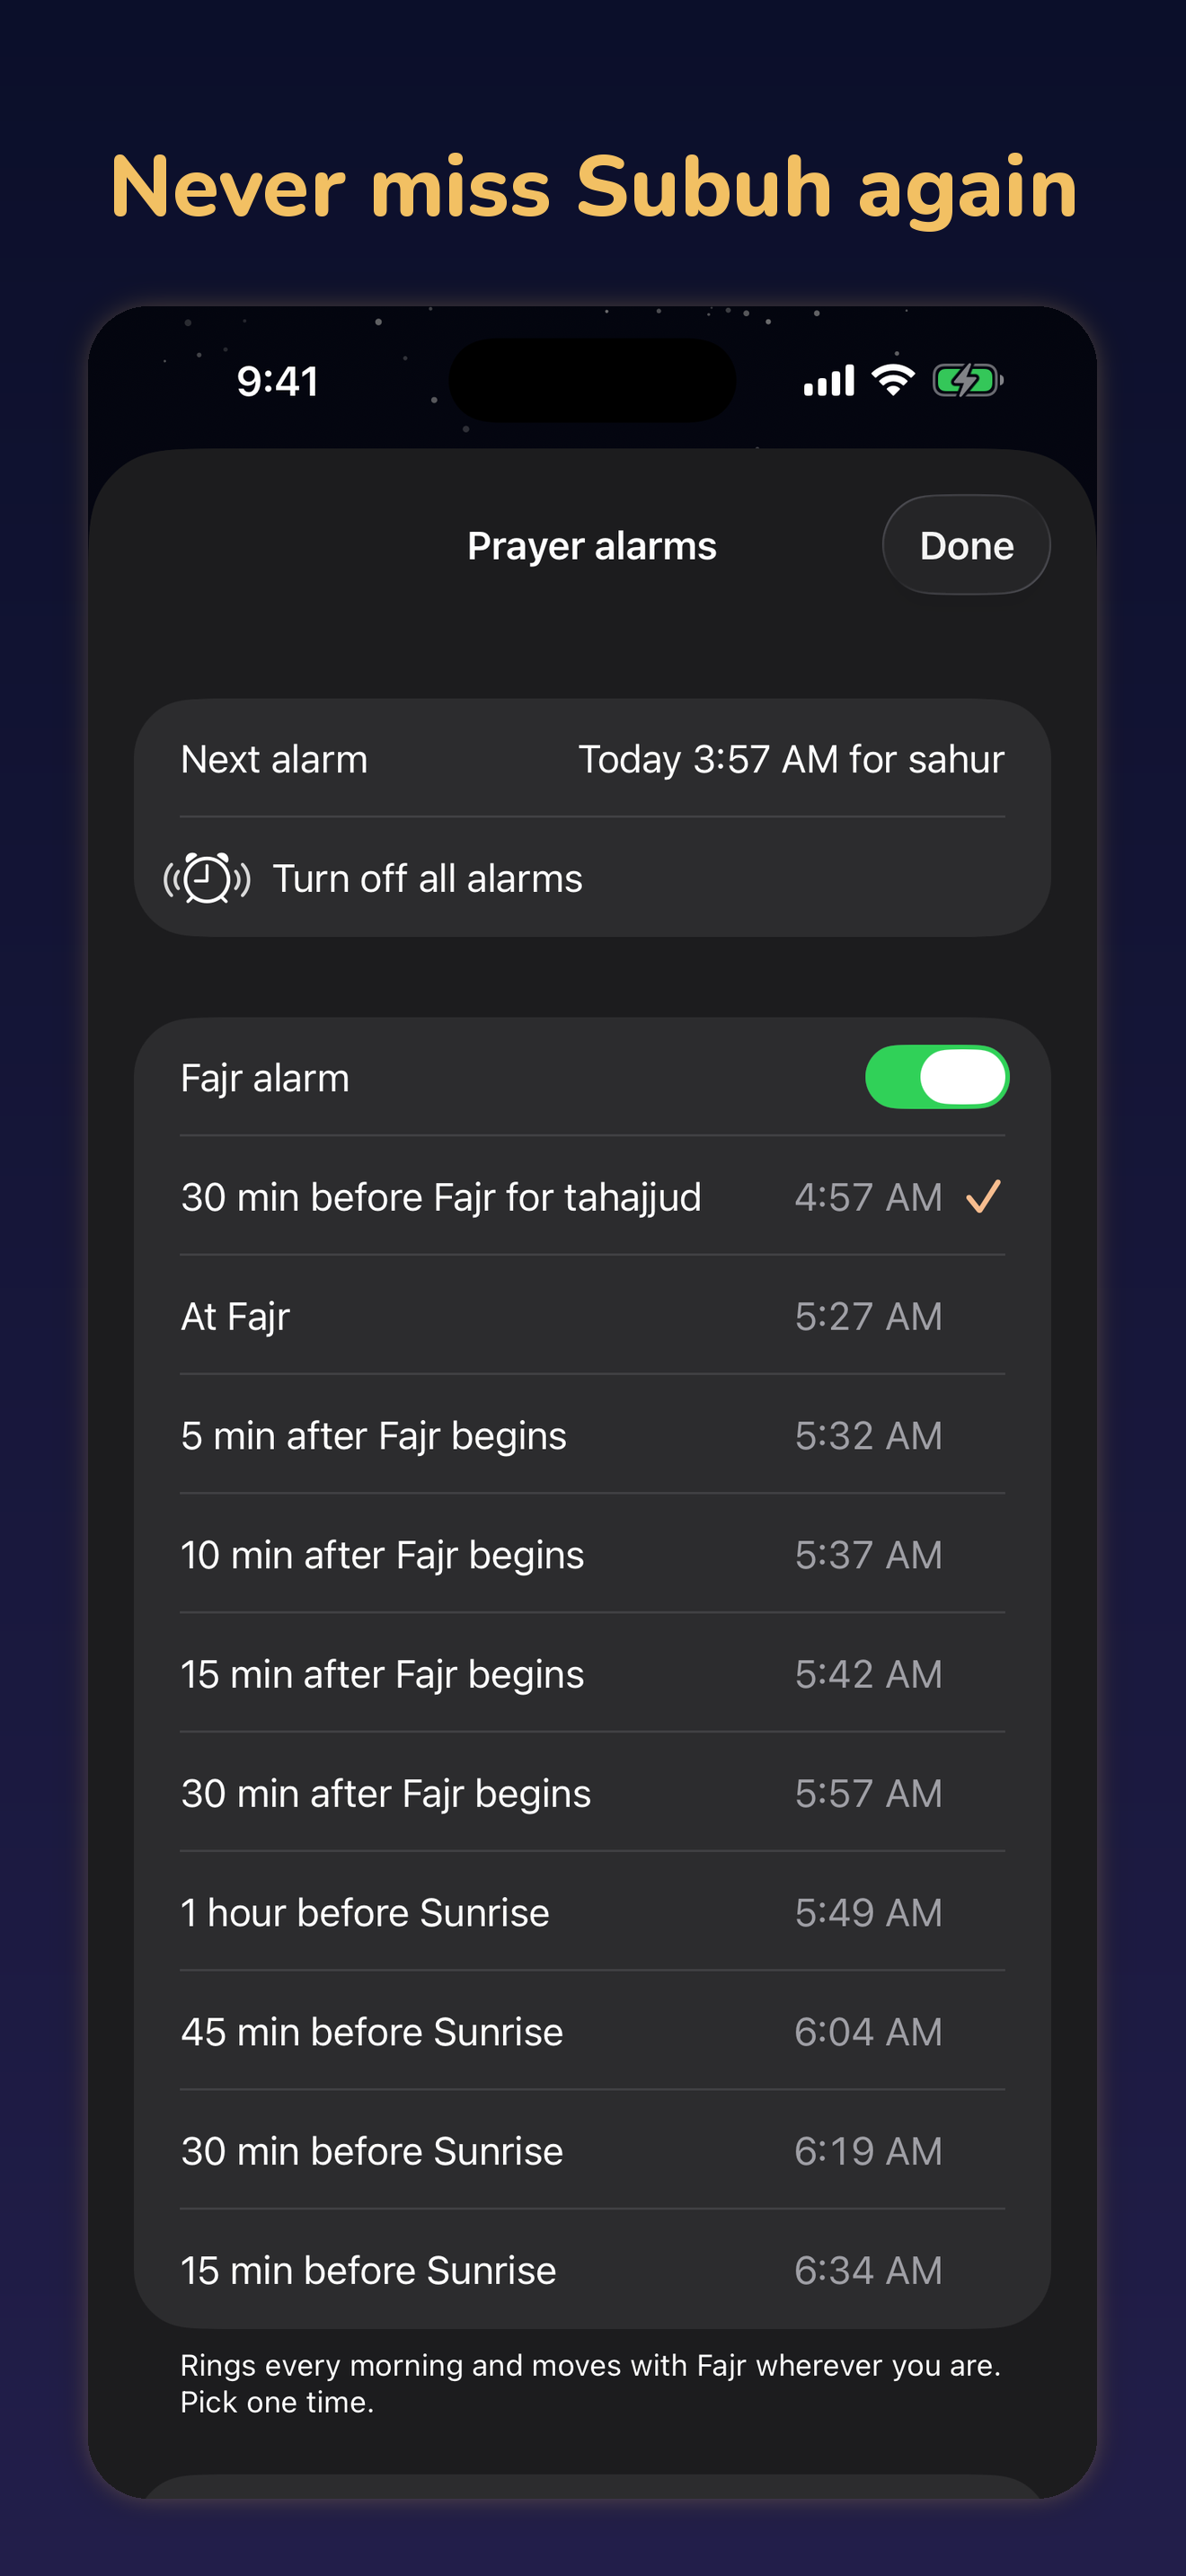 Never miss Subuh again
9:41
Prayer alarms
Done
Next alarm Today 3:57 AM for sahur
Turn off all alarms
Fajr alarm
30 min before Fajr for tahajjud 4:57 AM
At Fajr 5:27 AM
5 min after Fajr begins 5:32 AM
10 min after Fajr begins 5:37 AM
15 min after Fajr begins 5:42 AM
30 min after Fajr begins 5:57 AM
1 hour before Sunrise 5:49 AM
45 min before Sunrise 6:04 AM
30 min before Sunrise 6:19 AM
15 min before Sunrise 6:34 AM
Rings every morning and moves with Fajr wherever you are.
Pick one time.